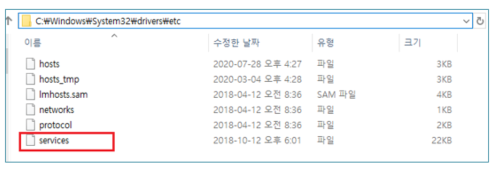 C:₩Windows₩System32₩drivers₩etc
이름 수정한 날짜 유형 크기
hosts 2020-07-28 오후 4:27 파일 3KB
hosts_tmp 2020-03-04 오후 4:28 파일 3KB
lmhosts.sam 2018-04-12 오전 8:36 SAM 파일 4KB
networks 2018-04-12 오전 8:36 파일 1KB
protocol 2018-04-12 오전 8:36 파일 2KB
services 2018-10-12 오후 6:01 파일 22KB